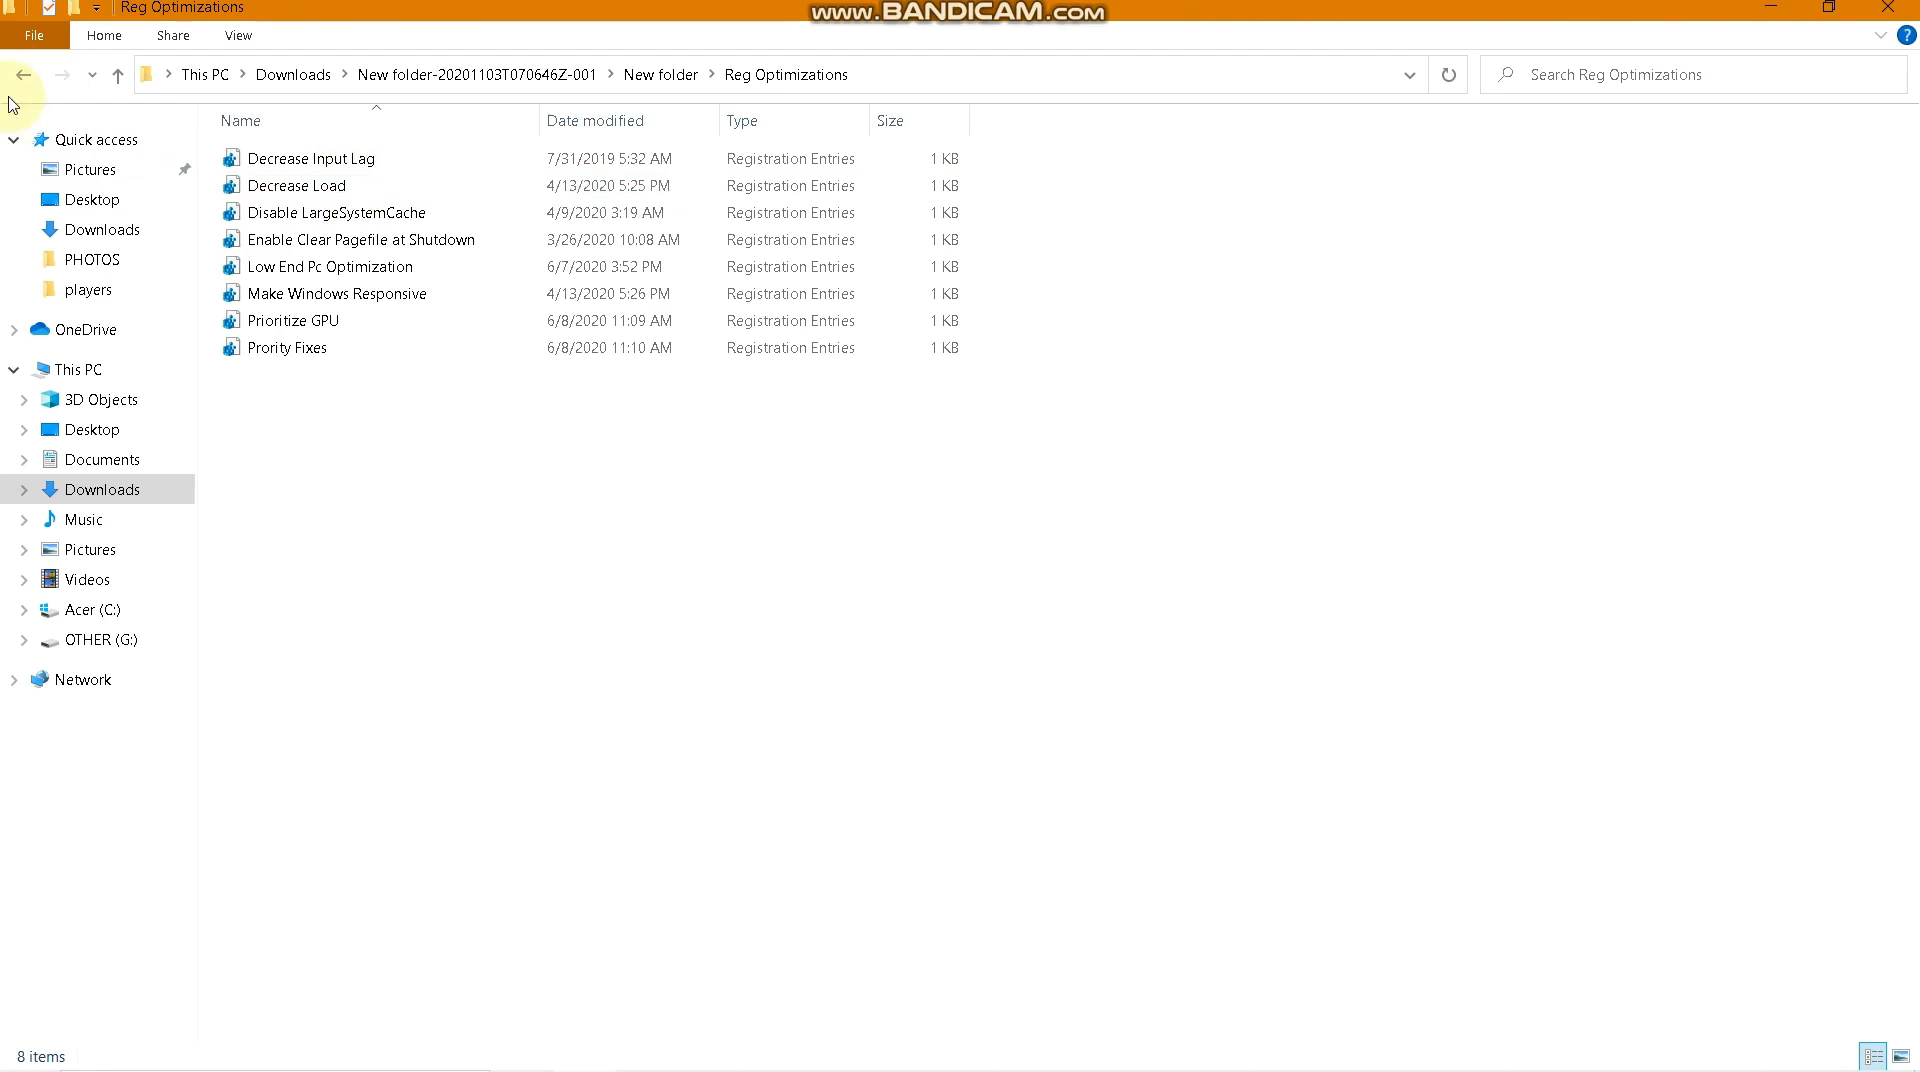 Reg Optimizations
www.BANDICAM.com
File Home Share View
This PC Downloads New folder-20201103T070646Z-001 New folder Reg Optimizations
Search Reg Optimizations
Name Date modified Type Size
Quick access
Pictures
Desktop
Downloads
PHOTOS
players
OneDrive
This PC
3D Objects
Desktop
Documents
Downloads
Music
Pictures
Videos
Acer (C:)
OTHER (G:)
Network
Decrease Input Lag 7/31/2019 5:32 AM Registration Entries 1 KB
Decrease Load 4/13/2020 5:25 PM Registration Entries 1 KB
Disable LargeSystemCache 4/9/2020 3:19 AM Registration Entries 1 KB
Enable Clear Pagefile at Shutdown 3/26/2020 10:08 AM Registration Entries 1 KB
Low End Pc Optimization 6/7/2020 3:52 PM Registration Entries 1 KB
Make Windows Responsive 4/13/2020 5:26 PM Registration Entries 1 KB
Prioritize GPU 6/8/2020 11:09 AM Registration Entries 1 KB
Prority Fixes 6/8/2020 11:10 AM Registration Entries 1 KB
8 items